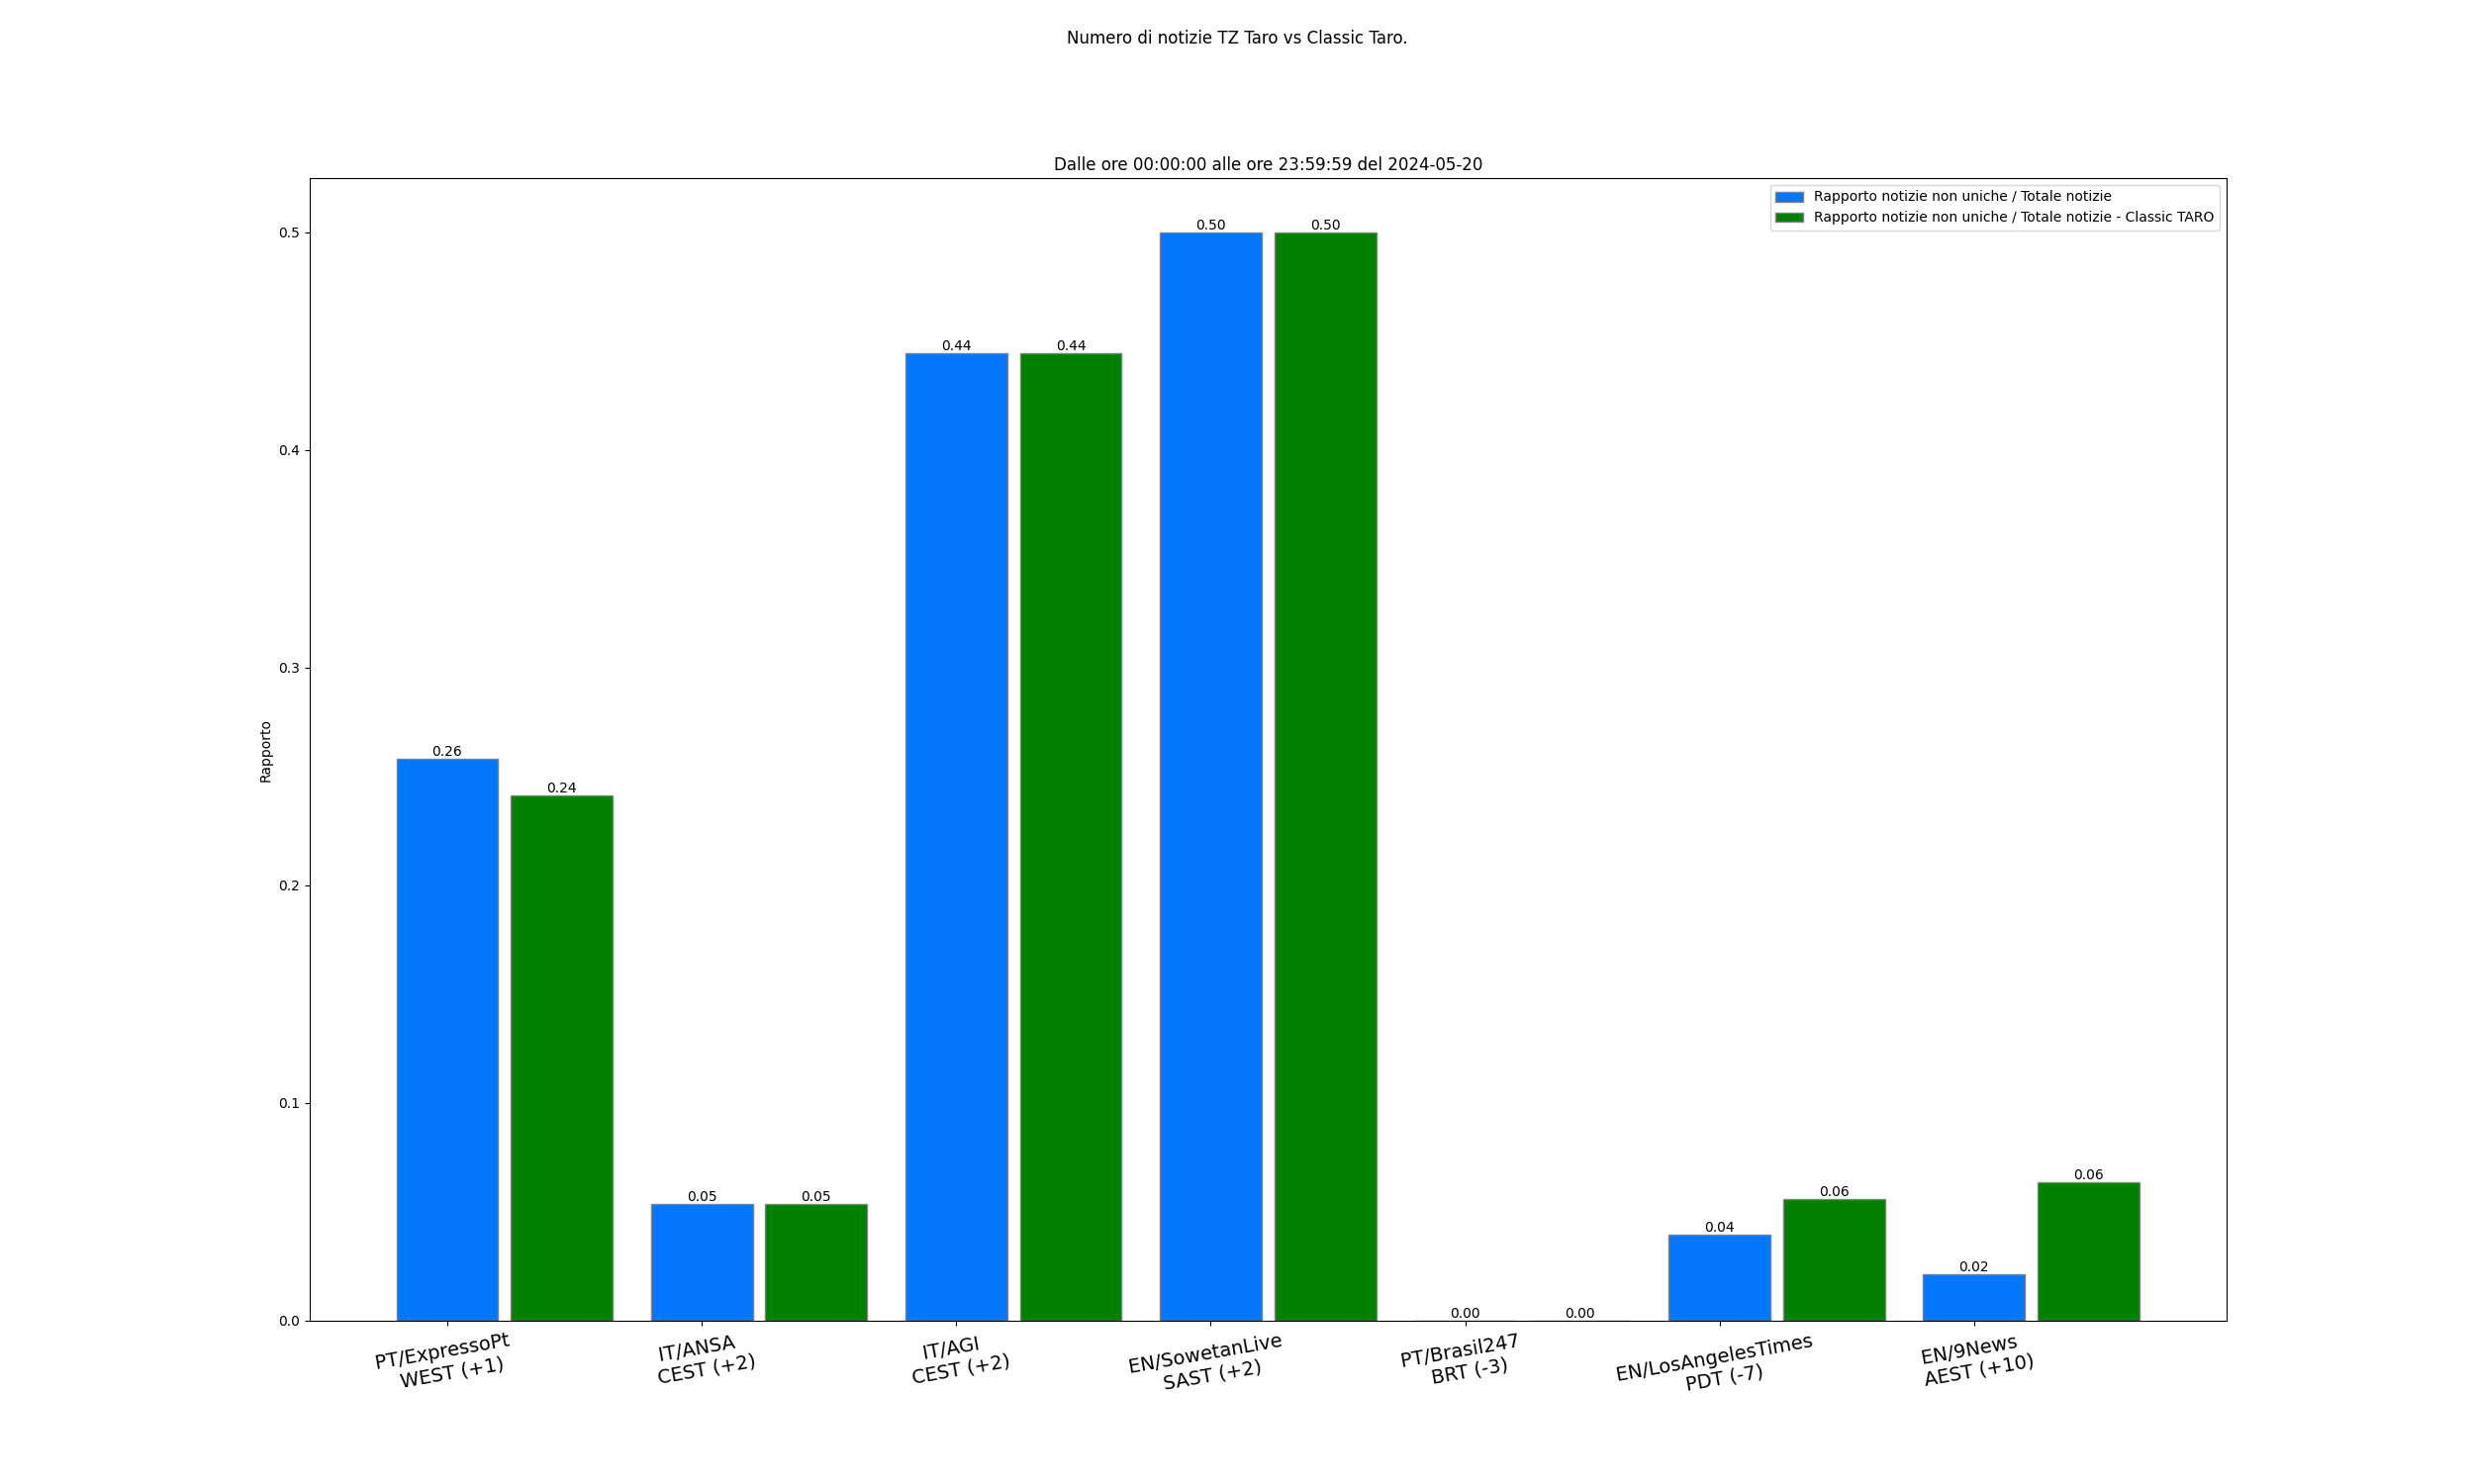 Numero di notizie TZ Taro vs Classic Taro.
Dalle ore 00:00:00 alle ore 23:59:59 del 2024-05-20
Rapporto notizie non uniche / Totale notizie
Rapporto notizie non uniche / Totale notizie - Classic TARO
Rapporto
0.5
0.4
0.3
0.2
0.1
0.0
0.26
0.24
0.05
0.05
0.44
0.44
0.50
0.50
0.00
0.00
0.04
0.06
0.02
0.06
PT/ExpressoPt
WEST (+1)
IT/ANSA
CEST (+2)
IT/AGI
CEST (+2)
EN/SowetanLive
SAST (+2)
PT/Brasil247
BRT (-3)
EN/LosAngelesTimes
PDT (-7)
EN/9News
AEST (+10)